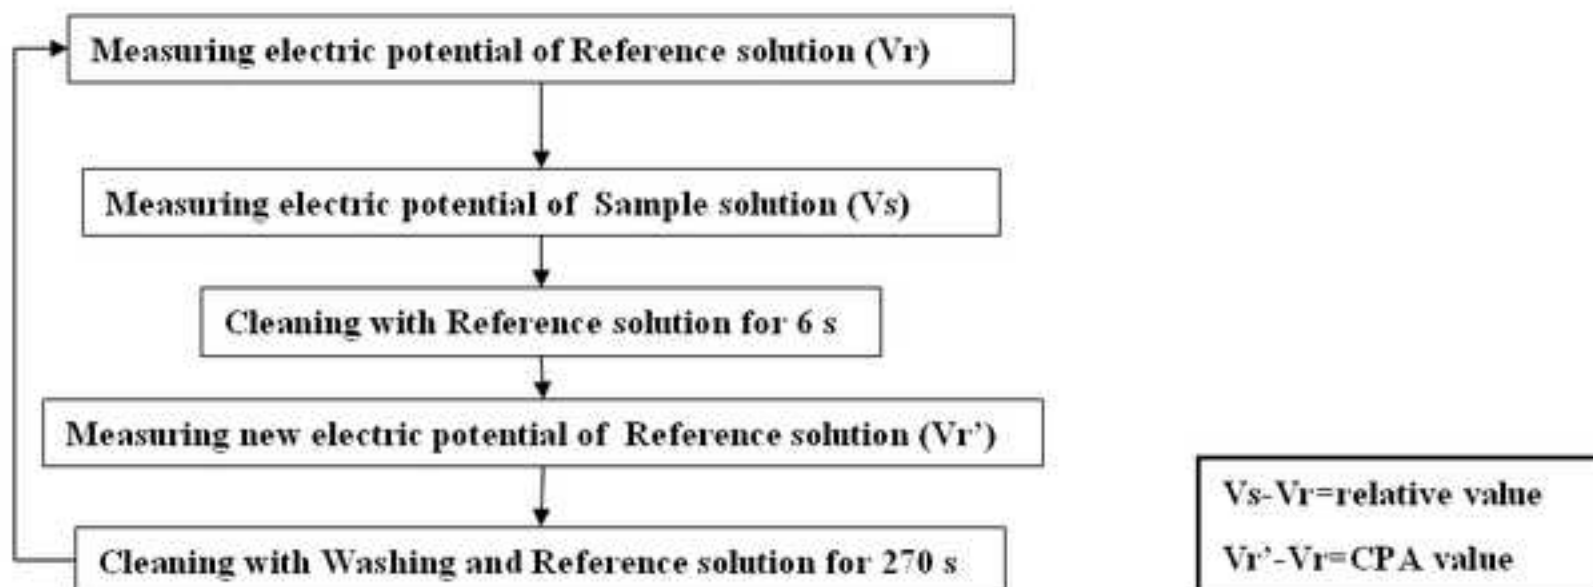 Measuring electric potential of Reference solution (Vr)
Measuring electric potential of Sample solution (Vs)
Cleaning with Reference solution for 6 s
Measuring new electric potential of Reference solution (Vr’)
Cleaning with Washing and Reference solution for 270 s
Vs-Vr=relative value
Vr’-Vr=CPA value